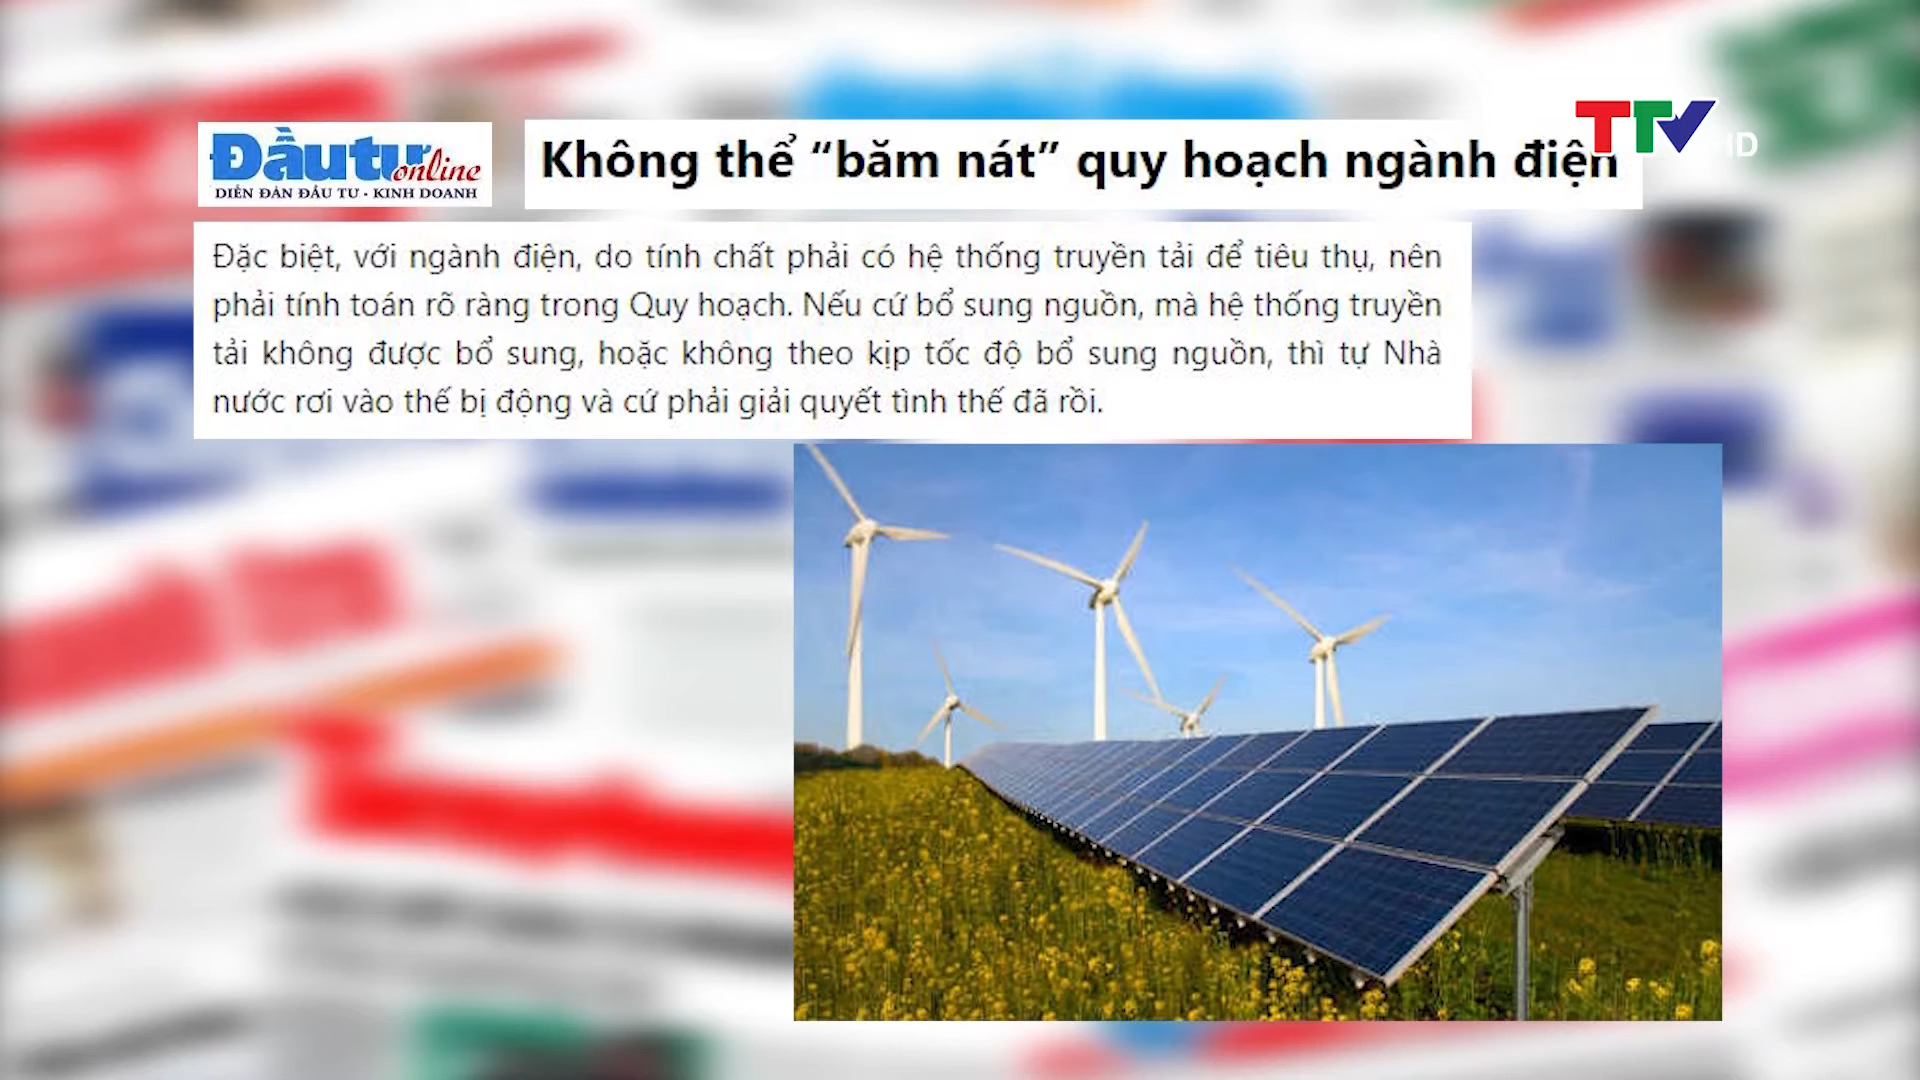 Đầu tư online
DIỄN ĐÀN ĐẦU TƯ - KINH DOANH
Không thể “băm nát” quy hoạch ngành điện
TTV HD
Đặc biệt, với ngành điện, do tính chất phải có hệ thống truyền tải để tiêu thụ, nên
phải tính toán rõ ràng trong Quy hoạch. Nếu cứ bổ sung nguồn, mà hệ thống truyền
tải không được bổ sung, hoặc không theo kịp tốc độ bổ sung nguồn, thì tự Nhà
nước rơi vào thế bị động và cứ phải giải quyết tình thế đã rồi.